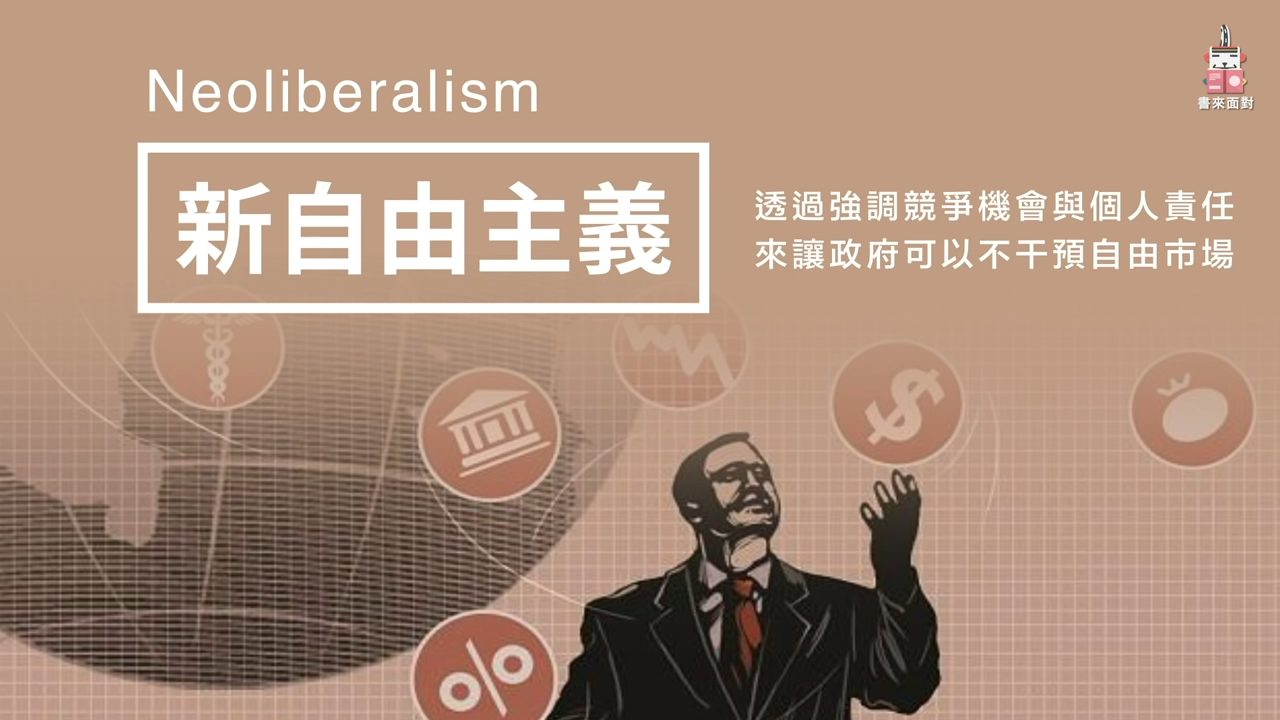 Neoliberalism
新自由主義
透過強調競爭機會與個人責任
來讓政府可以不干預自由市場
書來面對
$
%